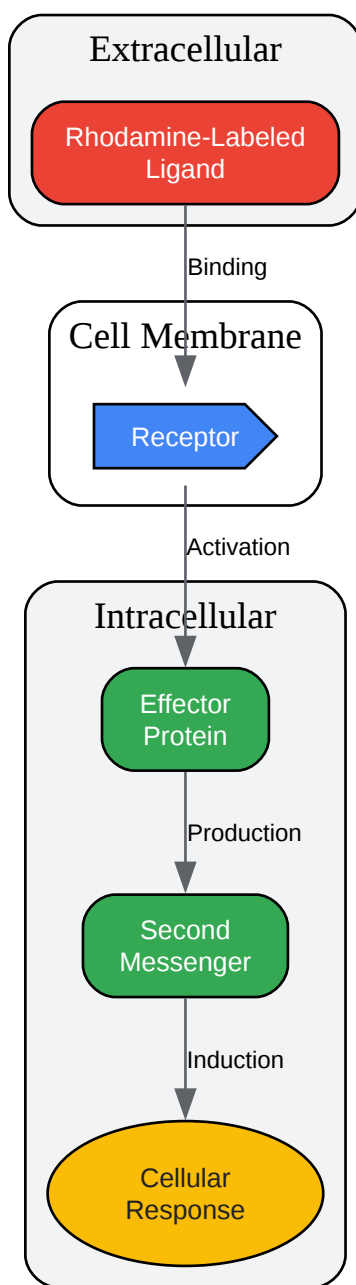 Extracellular
Rhodamine-Labeled
Ligand
Binding
Cell Membrane
Receptor
Activation
Intracellular
Effector
Protein
Production
Second
Messenger
Induction
Cellular
Response